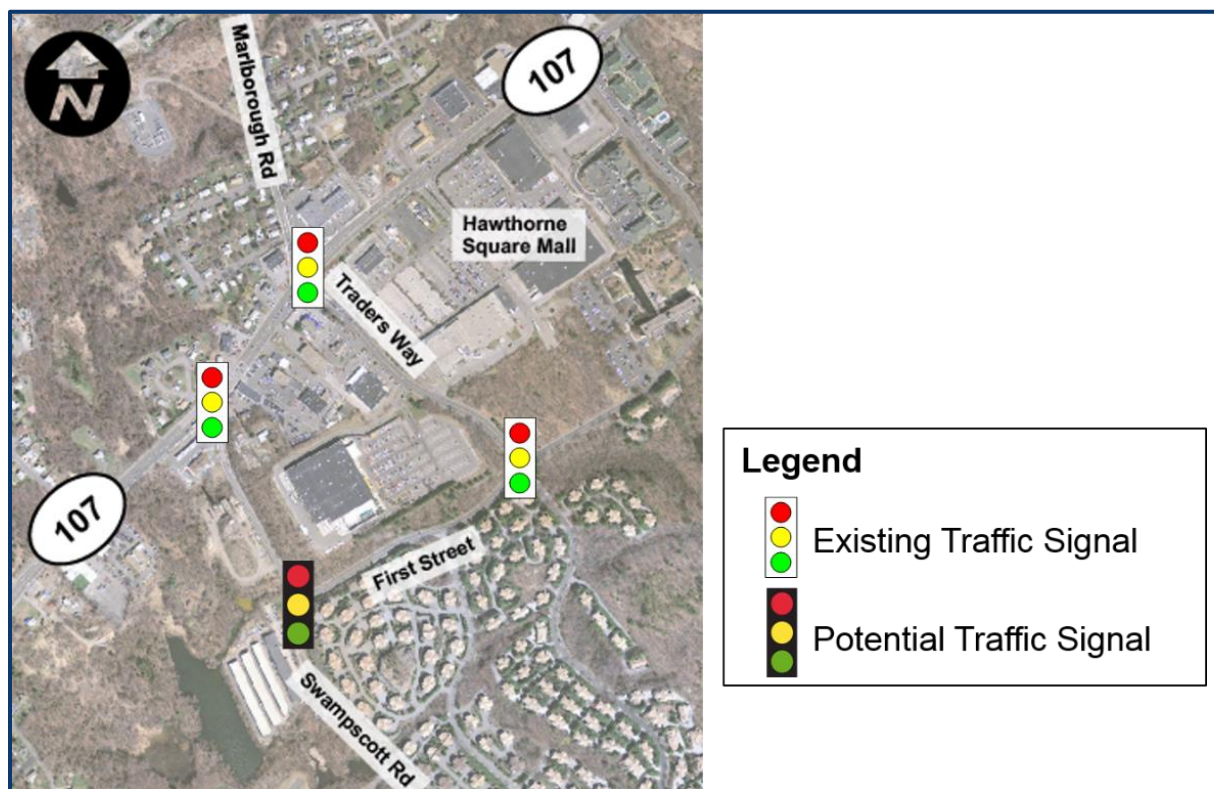 N
Marlborough Rd
107
Hawthorne
Square Mall
Traders Way
107
First Street
Swampscott Rd
Legend
Existing Traffic Signal
Potential Traffic Signal